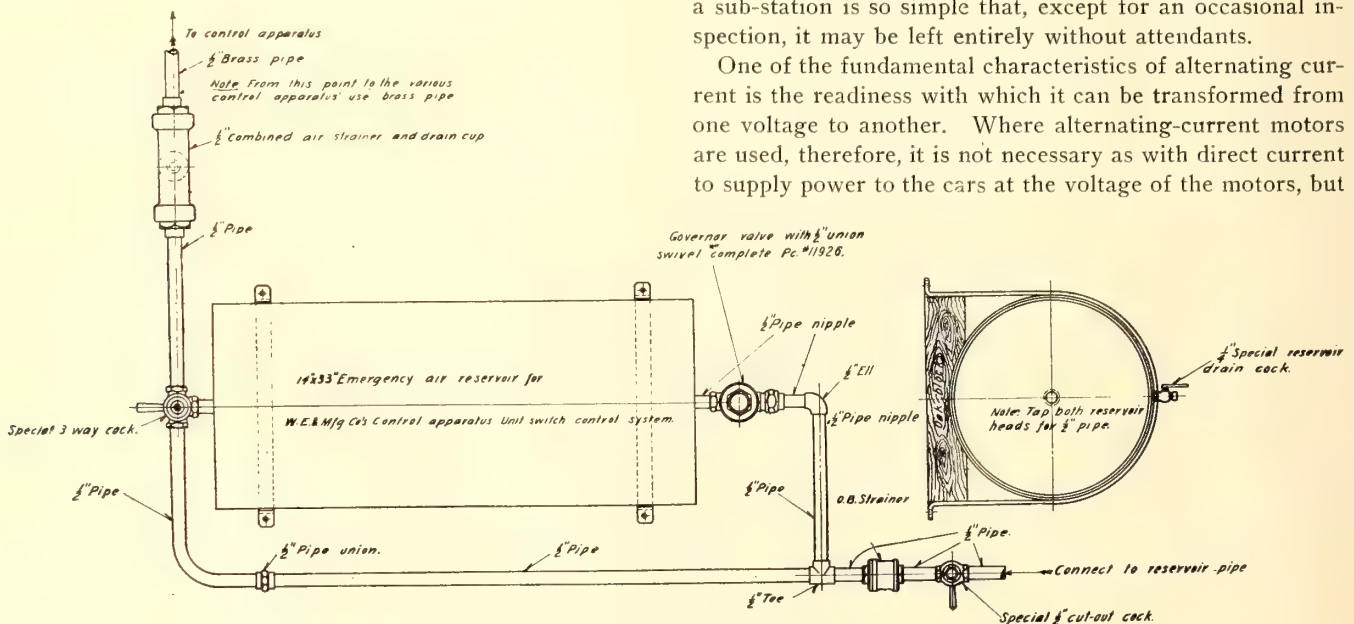 a sub-station is so simple that, except for an occasional in-
spection, it may be left entirely without attendants.
One of the fundamental characteristics of alternating cur-
rent is the readiness with which it can be transformed from
one voltage to another. Where alternating-current motors
are used, therefore, it is not necessary as with direct current
to supply power to the cars at the voltage of the motors, but
To control apparatus
½" Brass pipe
Note From this point to the various
control apparatus use brass pipe
½" Combined air strainer and drain cup
½" Pipe
Governor valve with ½" union
swivel complete Pc. #11926.
½" Pipe nipple
½" Ell
½" Pipe nipple
14"x33" Emergency air reservoir for
W.E.& Mfg Co's Control apparatus Unit switch control system.
Special 3 way cock.
½" Pipe
½" Pipe union.
½" Pipe
½" Pipe
O.B. Strainer
½" Pipe.
½" Tee
Connect to reservoir pipe
Special ½" cut-out cock.
OAK
Note: Tap both reservoir
heads for ½" pipe.
¼" Special reservoir
drain cock.